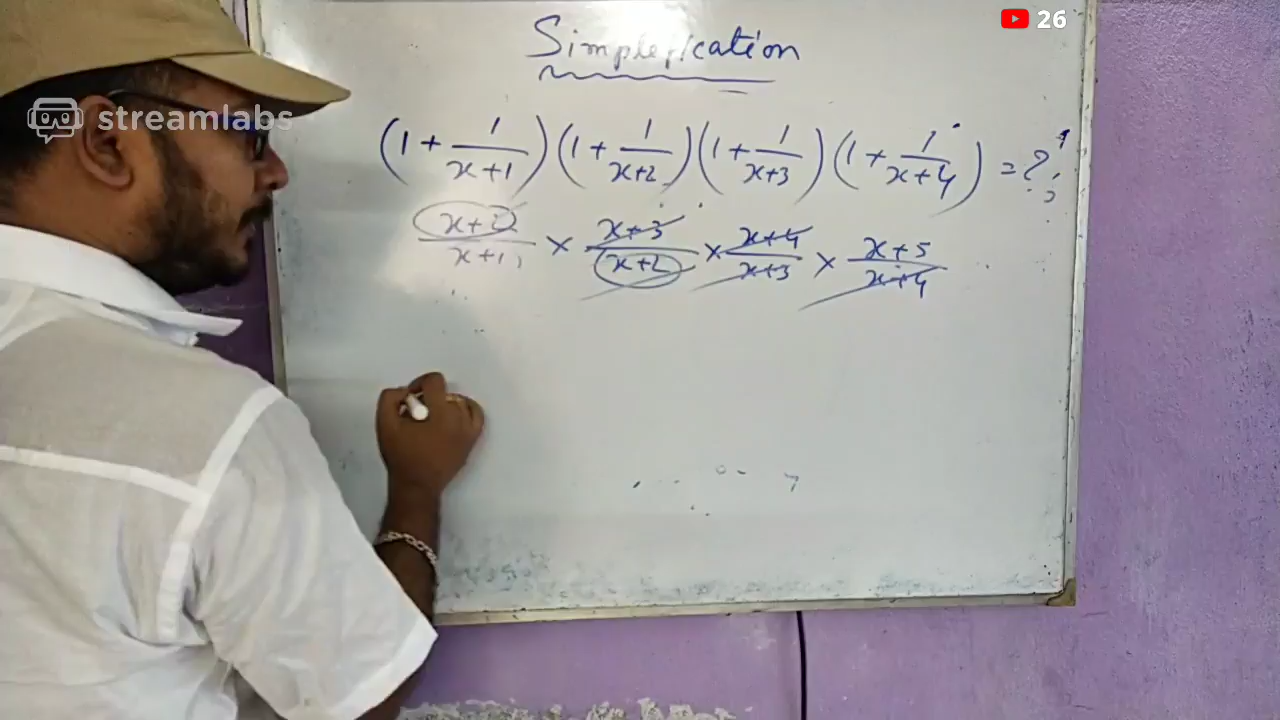 26
Simplification
streamlabs
(1 + 1/(x+1)) (1 + 1/(x+2)) (1 + 1/(x+3)) (1 + 1/(x+4)) = ?
(x+2)/(x+1) × (x+3)/(x+2) × (x+4)/(x+3) × (x+5)/(x+4)